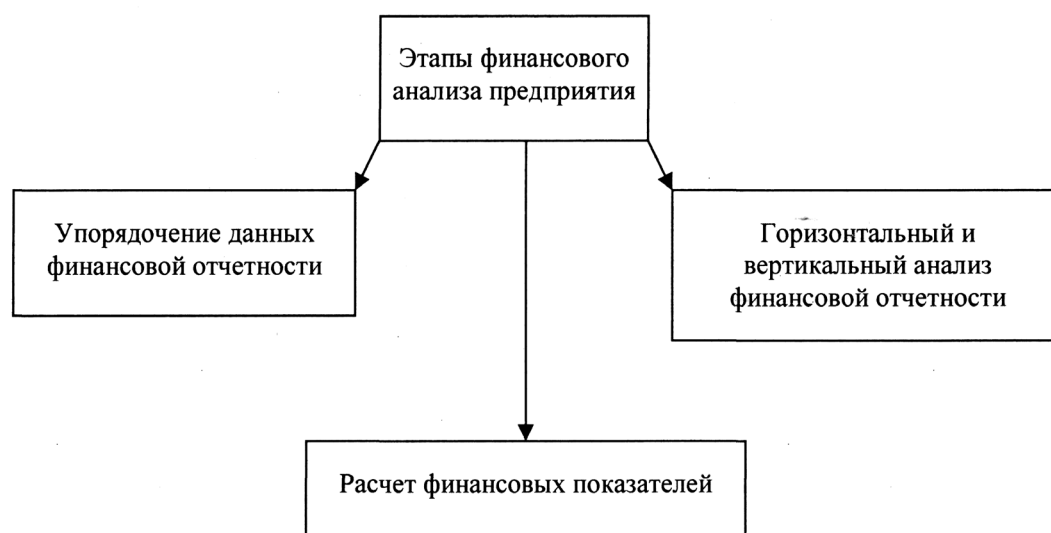 Этапы финансового
анализа предприятия
Упорядочение данных
финансовой отчетности
Горизонтальный и
вертикальный анализ
финансовой отчетности
Расчет финансовых показателей